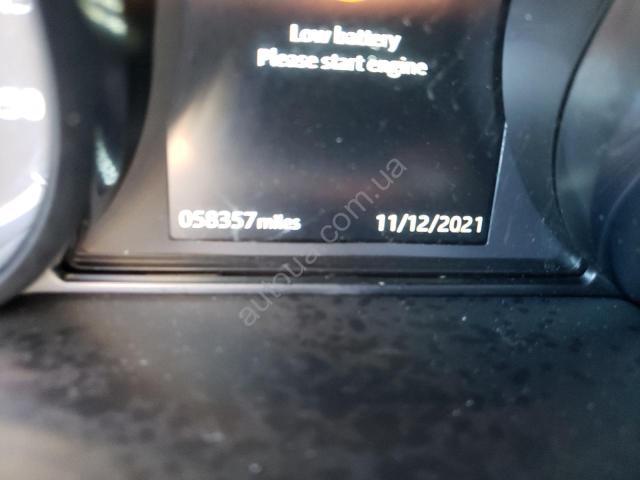 Low battery
Please start engine
058357 miles 11/12/2021
autoua.com.ua